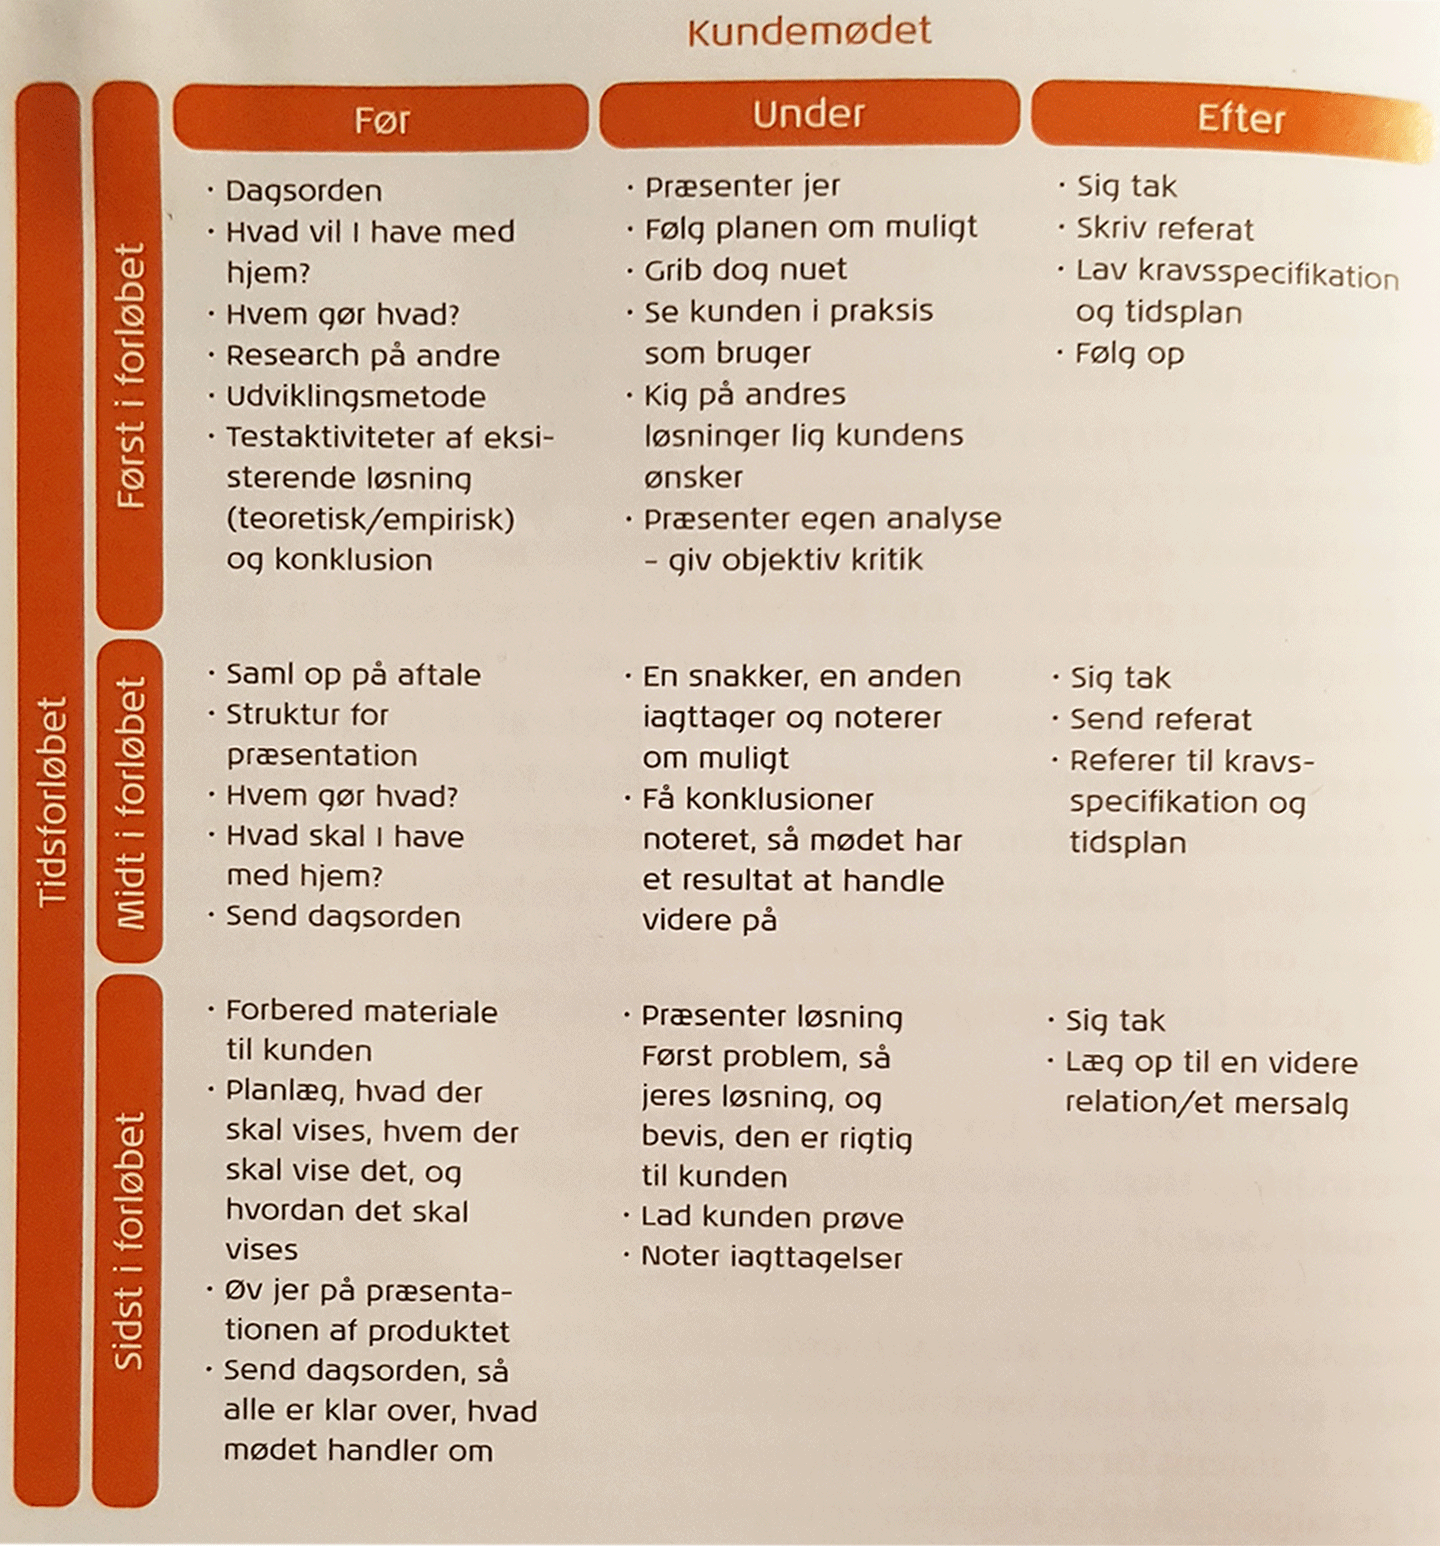 Kundemødet
Før
Under
Efter
Tidsforløbet
Først i forløbet
· Dagsorden
· Hvad vil I have med
hjem?
· Hvem gør hvad?
· Research på andre
· Udviklingsmetode
· Testaktiviteter af eksi-
sterende løsning
(teoretisk/empirisk)
og konklusion
· Præsenter jer
· Følg planen om muligt
· Grib dog nuet
· Se kunden i praksis
som bruger
· Kig på andres
løsninger lig kundens
ønsker
· Præsenter egen analyse
– giv objektiv kritik
· Sig tak
· Skriv referat
· Lav kravsspecifikation
og tidsplan
· Følg op
Midt i forløbet
· Saml op på aftale
· Struktur for
præsentation
· Hvem gør hvad?
· Hvad skal I have
med hjem?
· Send dagsorden
· En snakker, en anden
iagttager og noterer
om muligt
· Få konklusioner
noteret, så mødet har
et resultat at handle
videre på
· Sig tak
· Send referat
· Referer til kravs-
specifikation og
tidsplan
Sidst i forløbet
· Forbered materiale
til kunden
· Planlæg, hvad der
skal vises, hvem der
skal vise det, og
hvordan det skal
vises
· Øv jer på præsenta-
tionen af produktet
· Send dagsorden, så
alle er klar over, hvad
mødet handler om
· Præsenter løsning
Først problem, så
jeres løsning, og
bevis, den er rigtig
til kunden
· Lad kunden prøve
· Noter iagttagelser
· Sig tak
· Læg op til en videre
relation/et mersalg